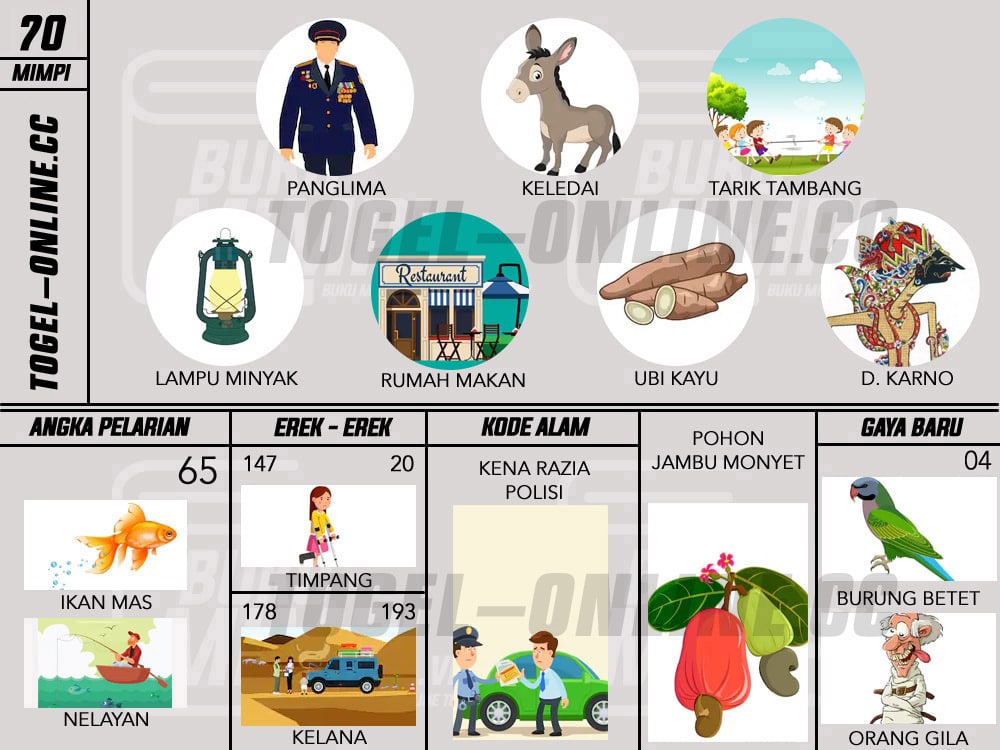 70
MIMPI
TOGEL-ONLINE.CC
PANGLIMA
KELEDAI
TARIK TAMBANG
TOGEL-ONLINE.CC
Restaurant
LAMPU MINYAK
RUMAH MAKAN
UBI KAYU
D. KARNO
ANGKA PELARIAN
65
IKAN MAS
NELAYAN
EREK - EREK
147 20
TIMPANG
178 193
KELANA
KODE ALAM
KENA RAZIA
POLISI
POHON
JAMBU MONYET
TOGEL-ONLINE.CC
GAYA BARU
04
BURUNG BETET
ORANG GILA